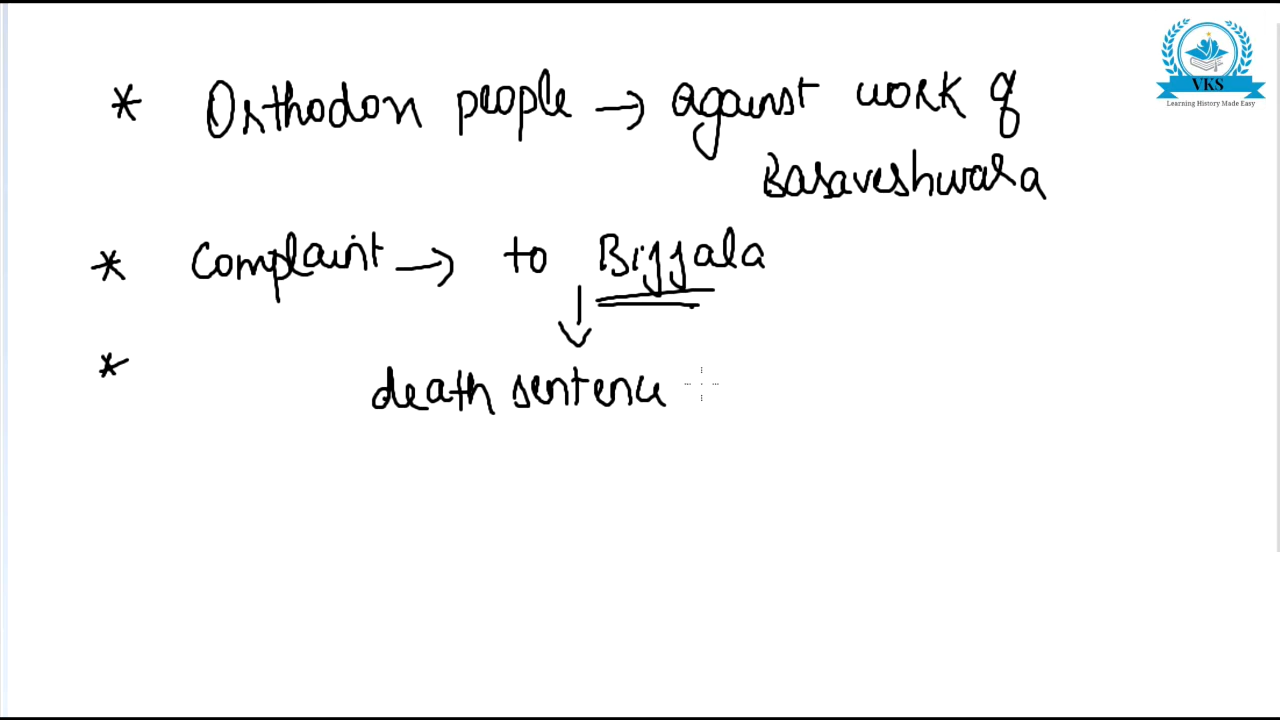 VKS
Learning History Made Easy
* Orthodox people → against work of
Basaveshwara
* Complaint → to Bijjala
↓
* death sentence